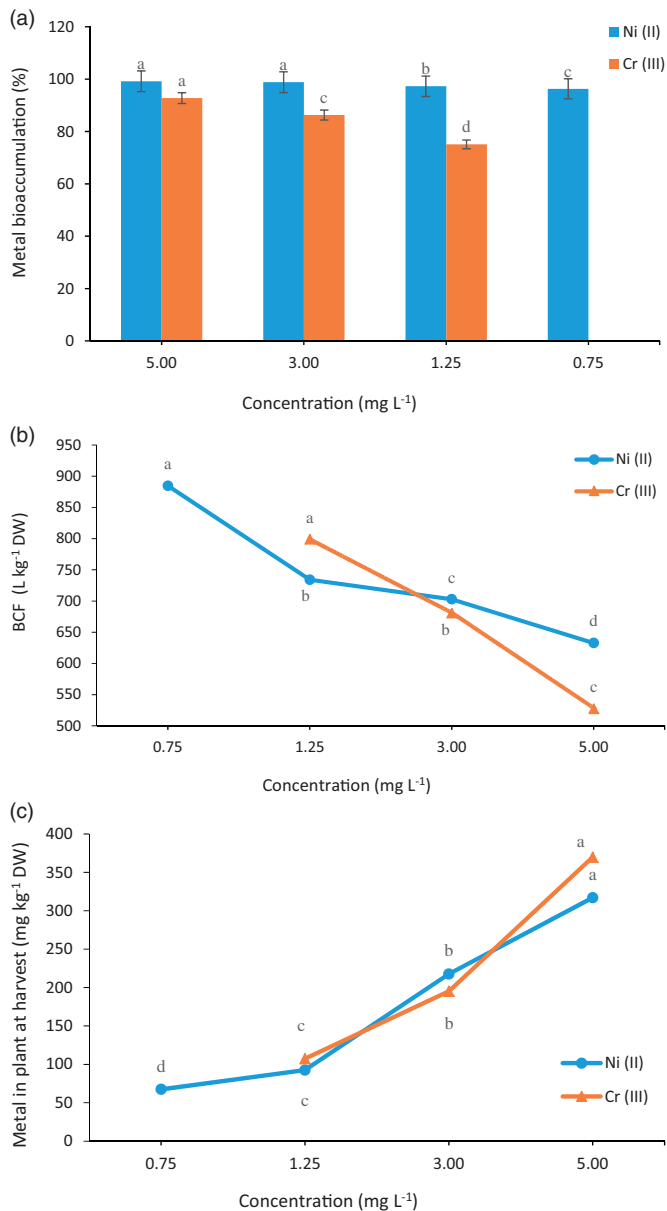 (a)
120
100
80
60
40
20
0
Metal bioaccumulation (%)
a a a c b d c
Ni (II)
Cr (III)
5.00 3.00 1.25 0.75
Concentration (mg L⁻¹)
(b)
950
900
850
800
750
700
650
600
550
500
BCF (L kg⁻¹ DW)
Ni (II)
Cr (III)
a
a
b
c
b
d
c
0.75 1.25 3.00 5.00
Concentration (mg L⁻¹)
(c)
400
350
300
250
200
150
100
50
0
Metal in plant at harvest (mg kg⁻¹ DW)
d
c
c
b
b
a
a
Ni (II)
Cr (III)
0.75 1.25 3.00 5.00
Concentration (mg L⁻¹)